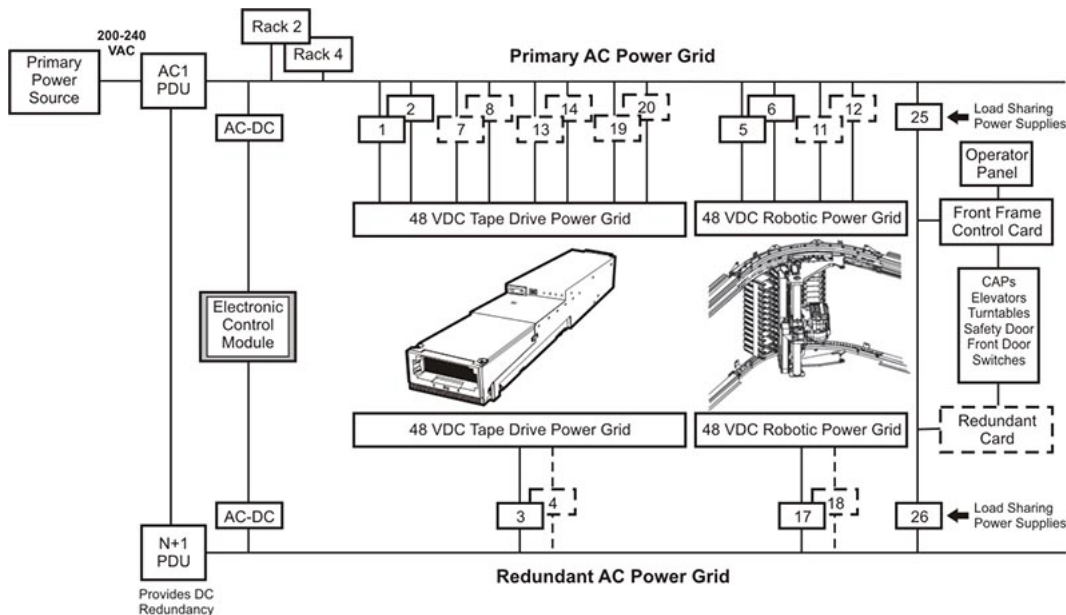 Rack 2
Rack 4
200-240
VAC
Primary AC Power Grid
Primary
Power
Source
AC1
PDU
AC-DC
1
2
7
8
13
14
19
20
5
6
11
12
25
Load Sharing
Power Supplies
Operator
Panel
48 VDC Tape Drive Power Grid
48 VDC Robotic Power Grid
Front Frame
Control Card
Electronic
Control
Module
CAPs
Elevators
Turntables
Safety Door
Front Door
Switches
48 VDC Tape Drive Power Grid
48 VDC Robotic Power Grid
Redundant
Card
AC-DC
3
4
17
18
26
Load Sharing
Power Supplies
N+1
PDU
Redundant AC Power Grid
Provides DC
Redundancy